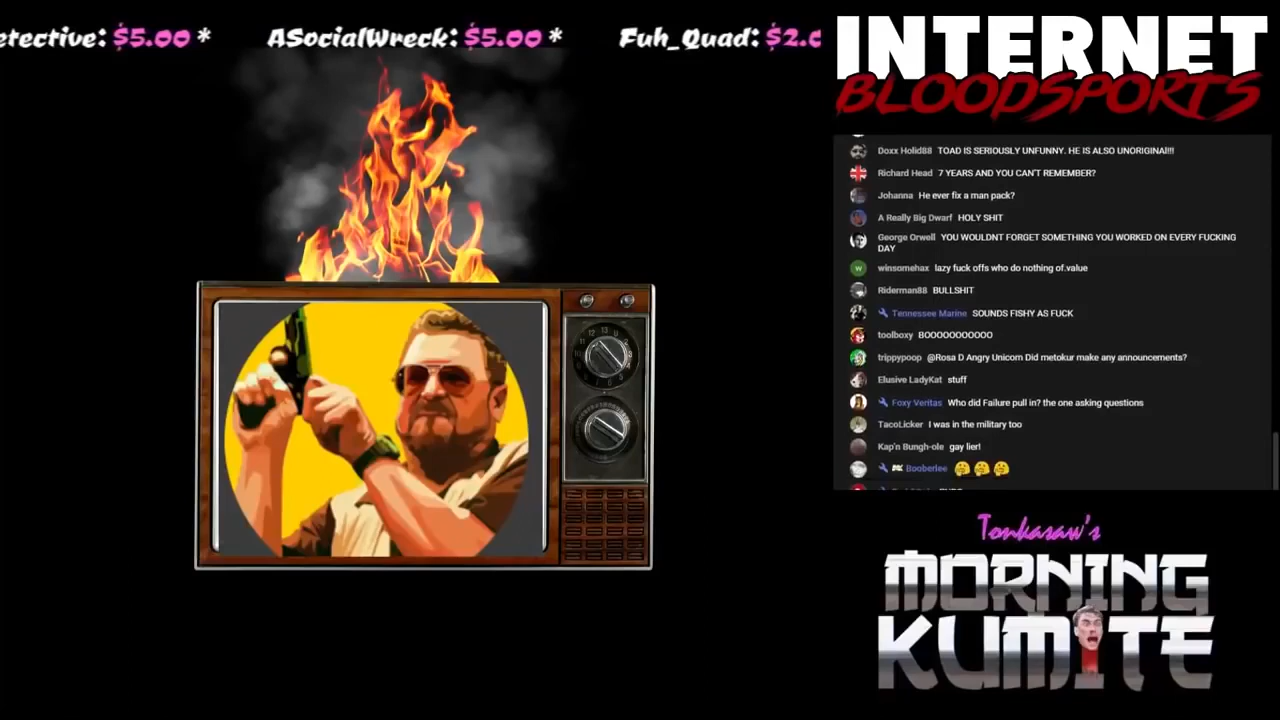 etective: $5.00 * ASocialWreck: $5.00 * Fuh_Quad: $2.0
INTERNET
BLOODSPORTS
Doxx Holid88 TOAD IS SERIOUSLY UNFUNNY. HE IS ALSO UNORIGINAl!!!
Richard Head 7 YEARS AND YOU CAN'T REMEMBER?
Johanna He ever fix a man pack?
A Really Big Dwarf HOLY SHIT
George Orwell YOU WOULDNT FORGET SOMETHING YOU WORKED ON EVERY FUCKING
DAY
winsomehax lazy fuck offs who do nothing of.value
Riderman88 BULLSHIT
Tennessee Marine SOUNDS FISHY AS FUCK
toolboxy BOOOOOOOOOOO
trippypoop @Rosa D Angry Unicorn Did metokur make any announcements?
Elusive LadyKat stuff
Foxy Veritas Who did Failure pull in? the one asking questions
TacoLicker I was in the military too
Kap'n Bungh-ole gay lier!
Booberlee
Tonkasaw's
MORNING
KUMITE